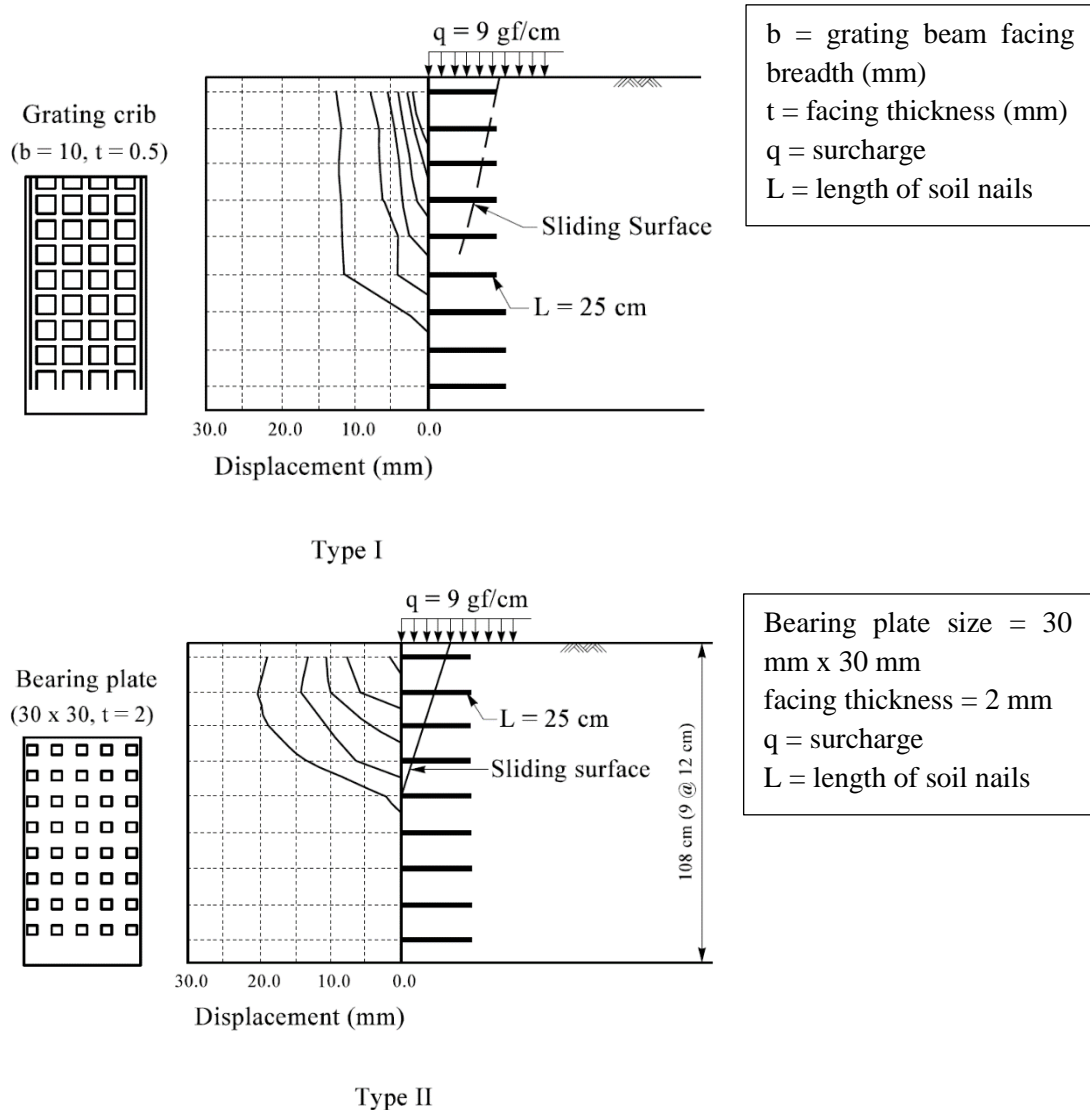 q = 9 gf/cm
Grating crib
(b = 10, t = 0.5)
Sliding Surface
L = 25 cm
30.0 20.0 10.0 0.0
Displacement (mm)
Type I
b = grating beam facing
breadth (mm)
t = facing thickness (mm)
q = surcharge
L = length of soil nails
q = 9 gf/cm
Bearing plate
(30 x 30, t = 2)
L = 25 cm
Sliding surface
108 cm (9 @ 12 cm)
30.0 20.0 10.0 0.0
Displacement (mm)
Type II
Bearing plate size = 30
mm x 30 mm
facing thickness = 2 mm
q = surcharge
L = length of soil nails